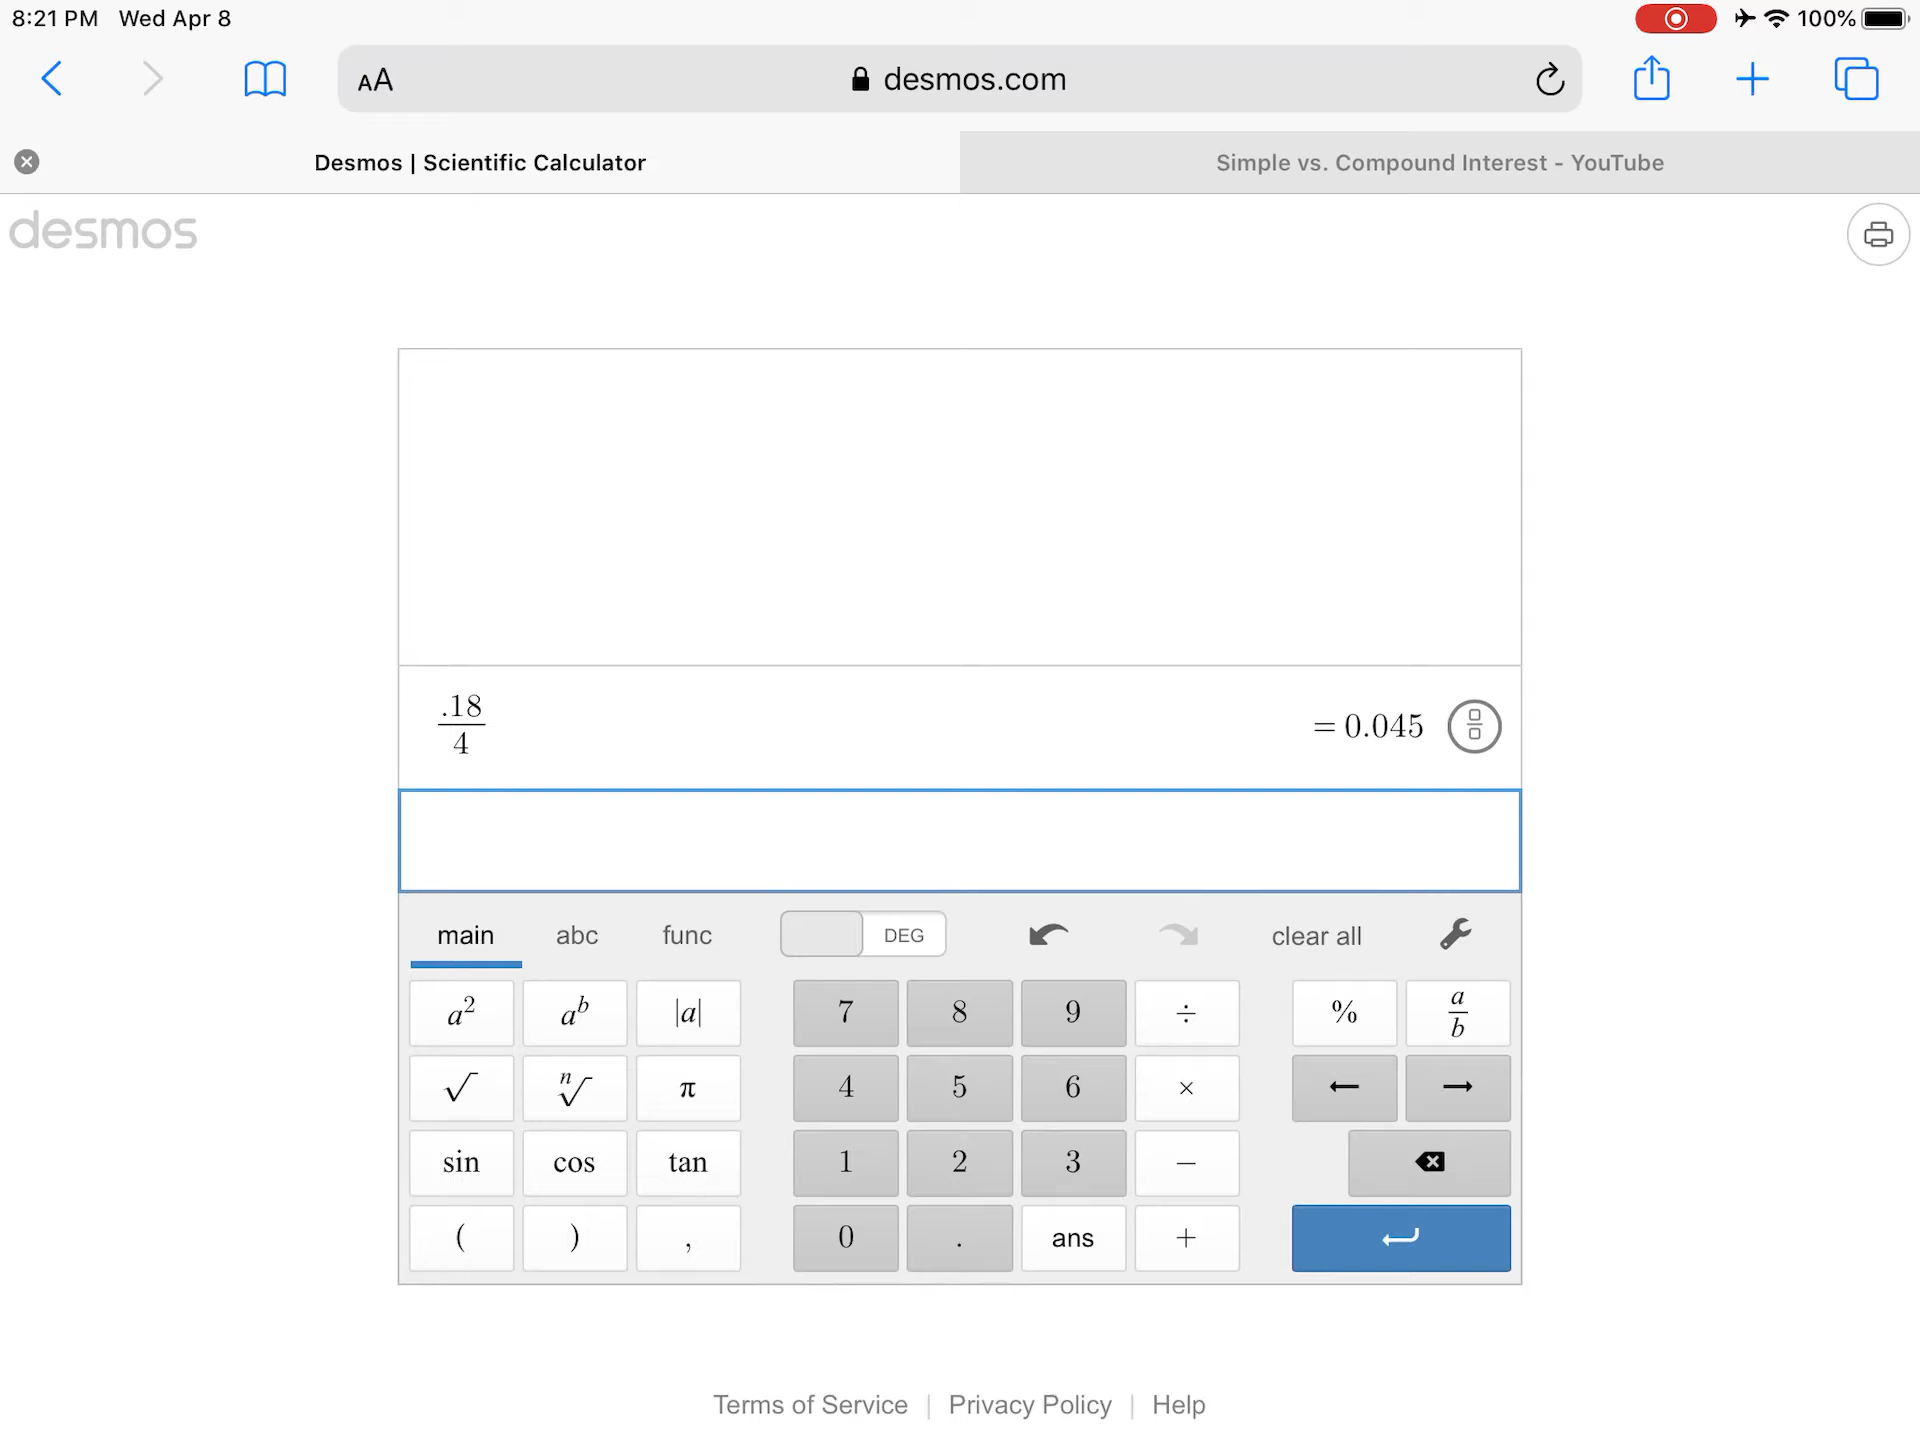 8:21 PM Wed Apr 8
100%
AA
desmos.com
Desmos | Scientific Calculator
Simple vs. Compound Interest - YouTube
desmos
.18
4
= 0.045
main abc func DEG clear all
a² aᵇ |a| 7 8 9 ÷ % a/b
√ ⁿ√ π 4 5 6 × ← →
sin cos tan 1 2 3 −
( ) , 0 . ans +
Terms of Service | Privacy Policy | Help